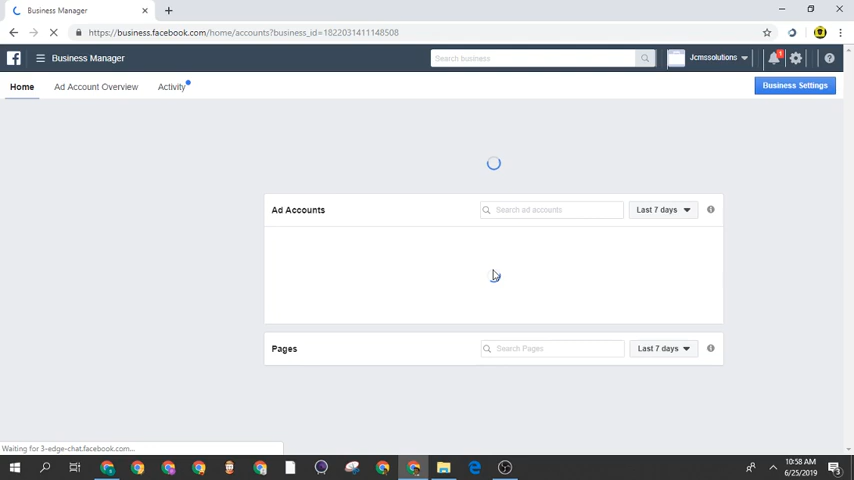 Business Manager
https://business.facebook.com/home/accounts?business_id=1822031411148508
Business Manager
Search business
Jcmssolutions
1
Home
Ad Account Overview
Activity
Business Settings
Ad Accounts
Search ad accounts
Last 7 days
Pages
Search Pages
Last 7 days
Waiting for 3-edge-chat.facebook.com...
10:58 AM
6/25/2019
3